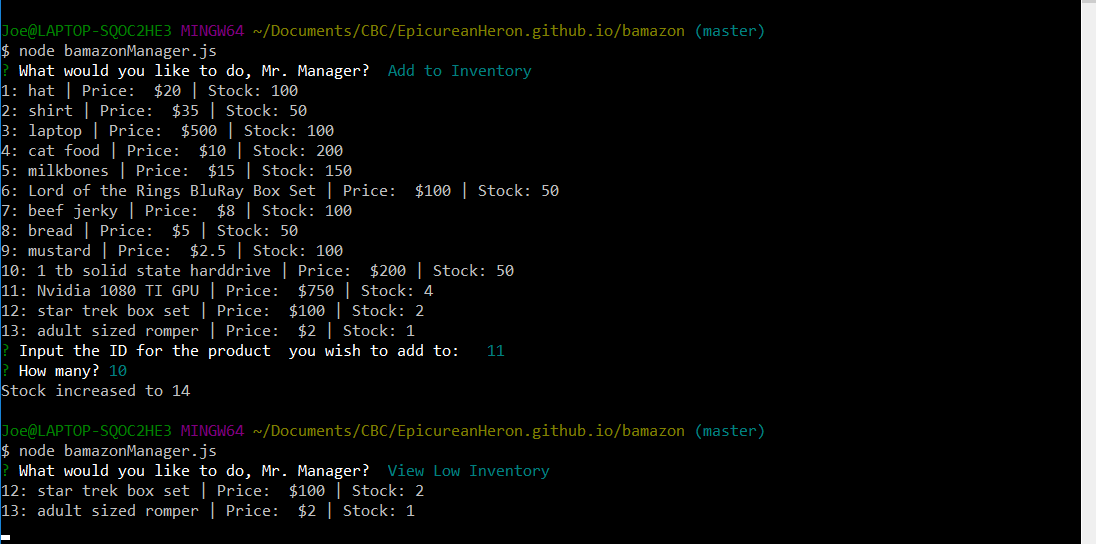 Joe@LAPTOP-SQOC2HE3 MINGW64 ~/Documents/CBC/EpicureanHeron.github.io/bamazon (master)
$ node bamazonManager.js
? What would you like to do, Mr. Manager?  Add to Inventory
1: hat | Price:  $20 | Stock: 100
2: shirt | Price:  $35 | Stock: 50
3: laptop | Price:  $500 | Stock: 100
4: cat food | Price:  $10 | Stock: 200
5: milkbones | Price:  $15 | Stock: 150
6: Lord of the Rings BluRay Box Set | Price:  $100 | Stock: 50
7: beef jerky | Price:  $8 | Stock: 100
8: bread | Price:  $5 | Stock: 50
9: mustard | Price:  $2.5 | Stock: 100
10: 1 tb solid state harddrive | Price:  $200 | Stock: 50
11: Nvidia 1080 TI GPU | Price:  $750 | Stock: 4
12: star trek box set | Price:  $100 | Stock: 2
13: adult sized romper | Price:  $2 | Stock: 1
? Input the ID for the product  you wish to add to:   11
? How many? 10
Stock increased to 14
Joe@LAPTOP-SQOC2HE3 MINGW64 ~/Documents/CBC/EpicureanHeron.github.io/bamazon (master)
$ node bamazonManager.js
? What would you like to do, Mr. Manager?  View Low Inventory
12: star trek box set | Price:  $100 | Stock: 2
13: adult sized romper | Price:  $2 | Stock: 1